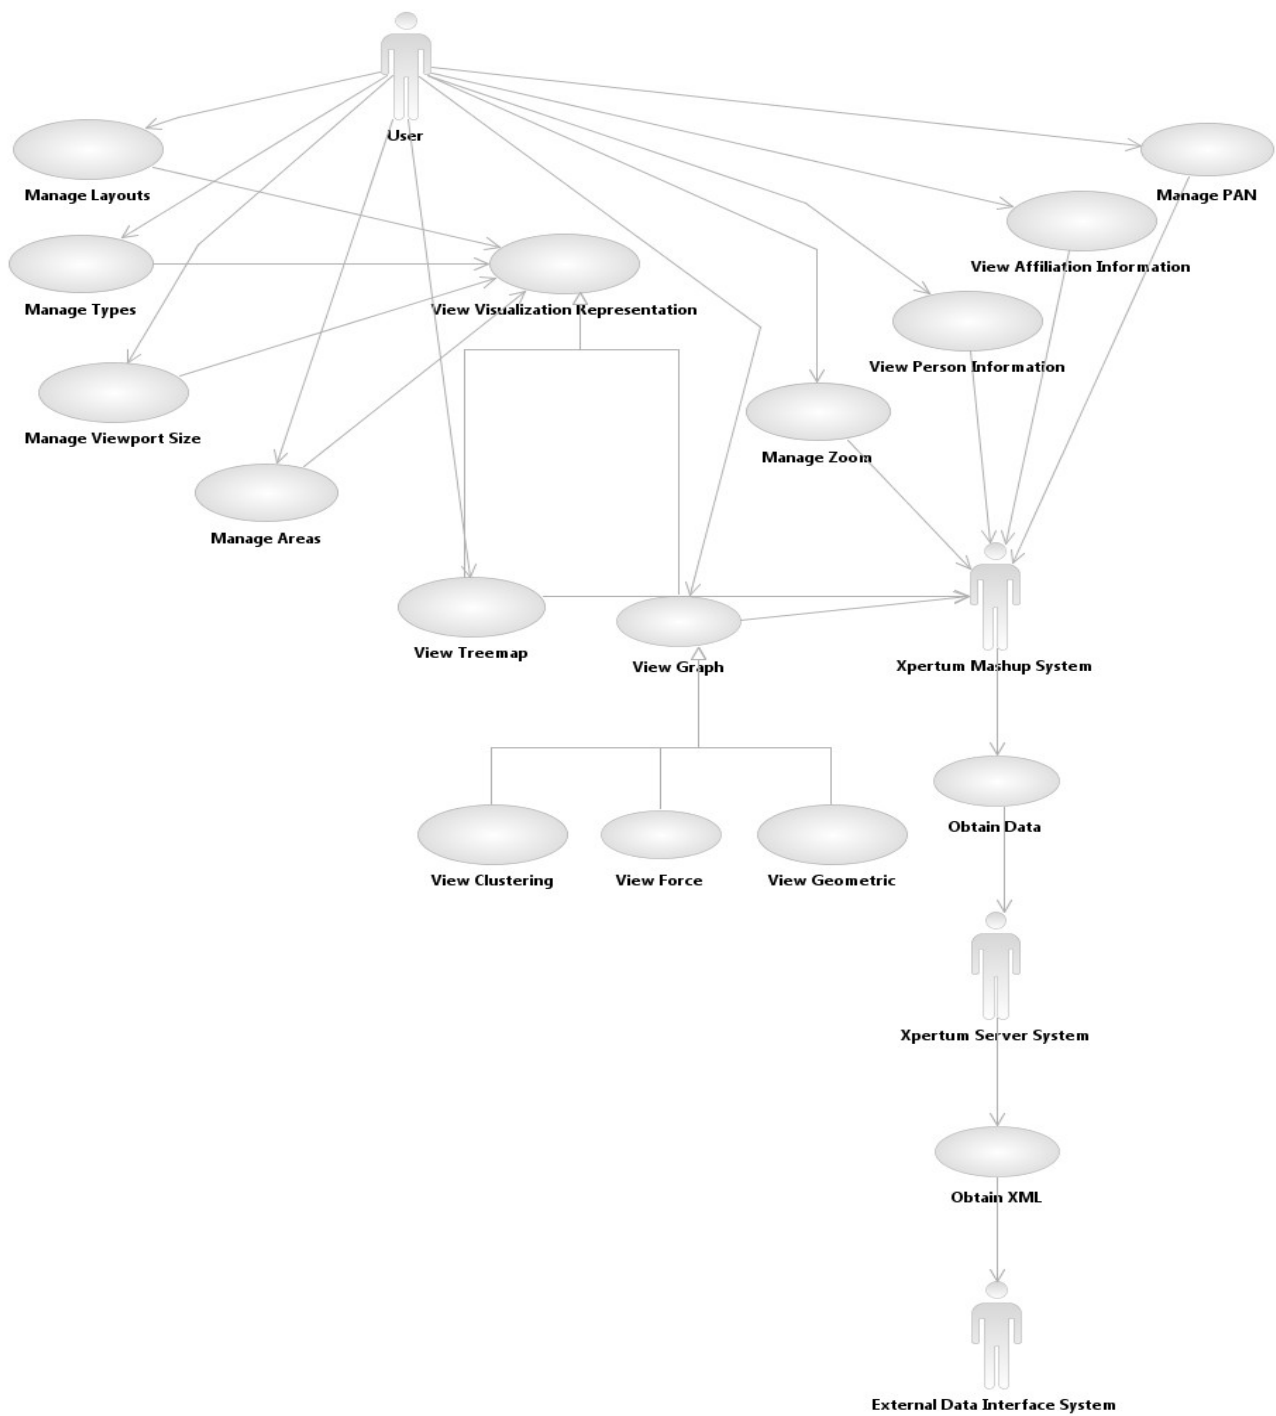 User
Manage Layouts
Manage PAN
View Affiliation Information
Manage Types
View Visualization Representation
View Person Information
Manage Viewport Size
Manage Zoom
Manage Areas
View Treemap
View Graph
Xpertum Mashup System
Obtain Data
View Clustering
View Force
View Geometric
Xpertum Server System
Obtain XML
External Data Interface System